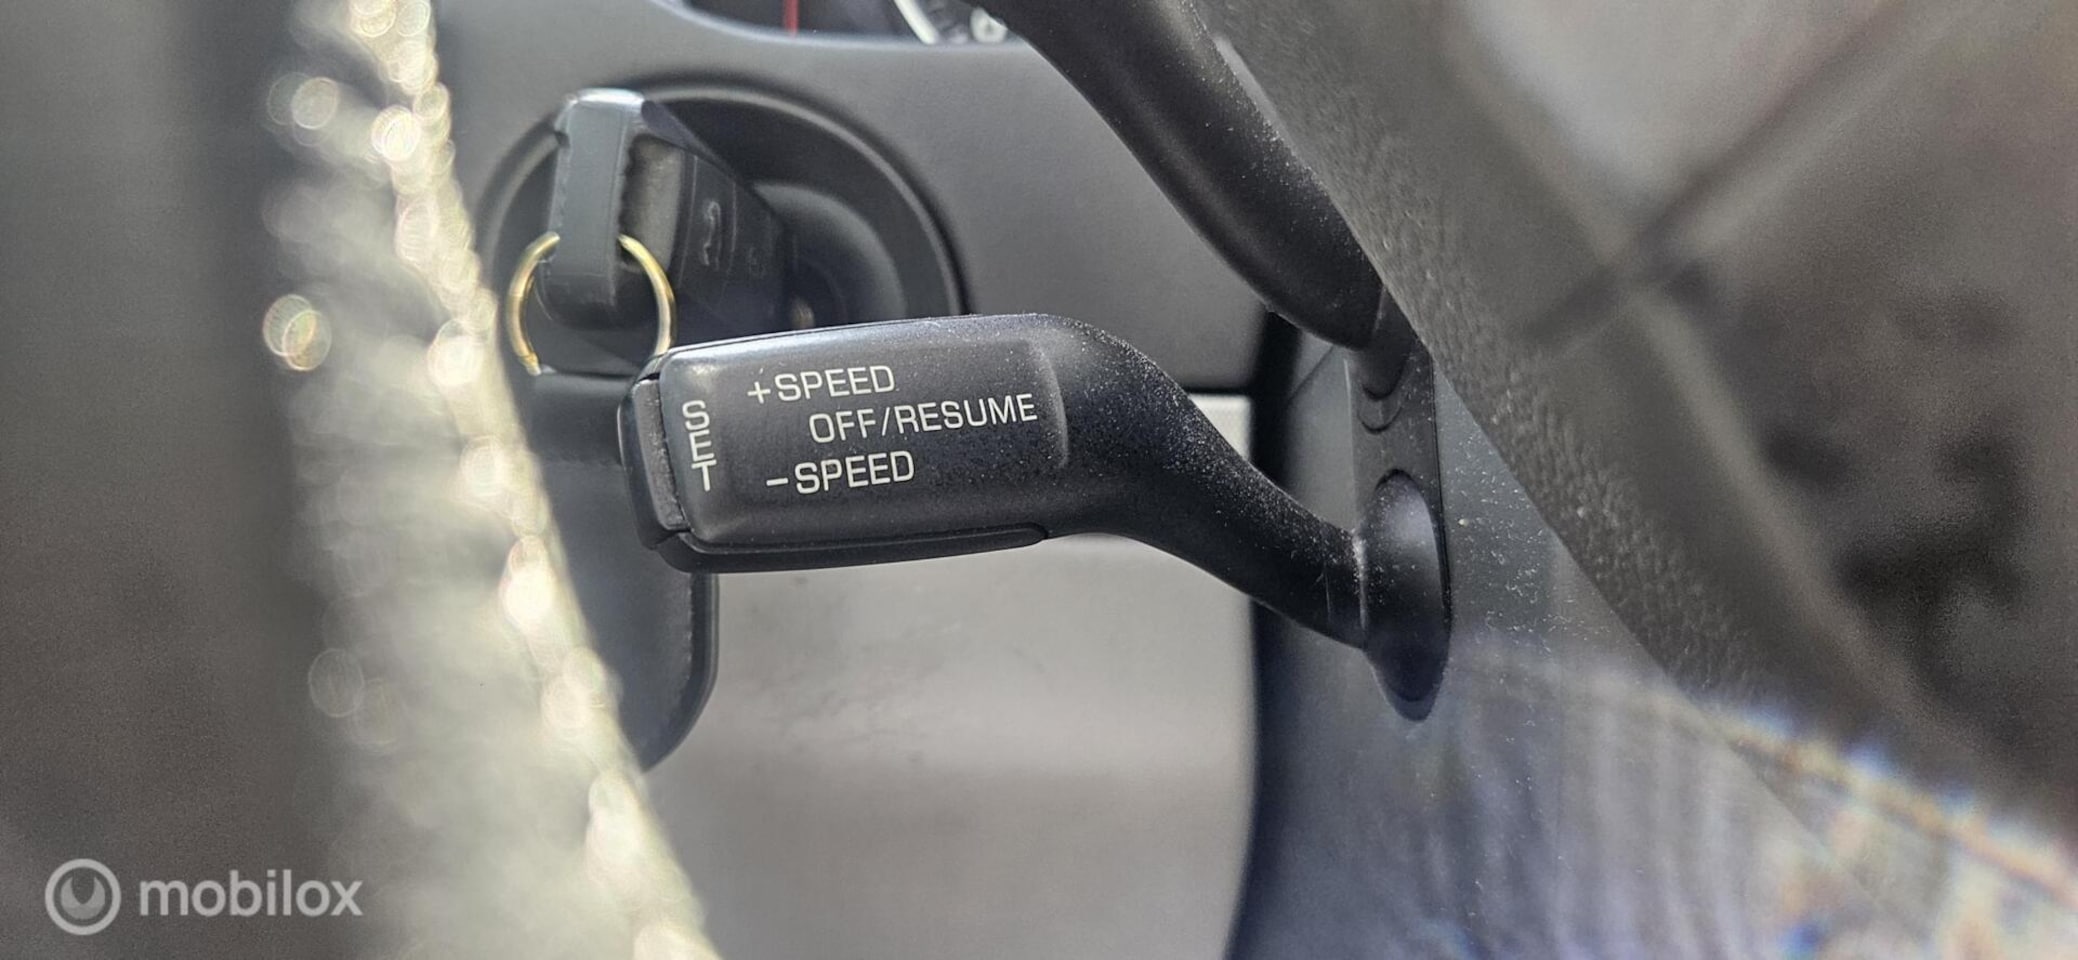 +SPEED
OFF/RESUME
-SPEED
SET
mobilox